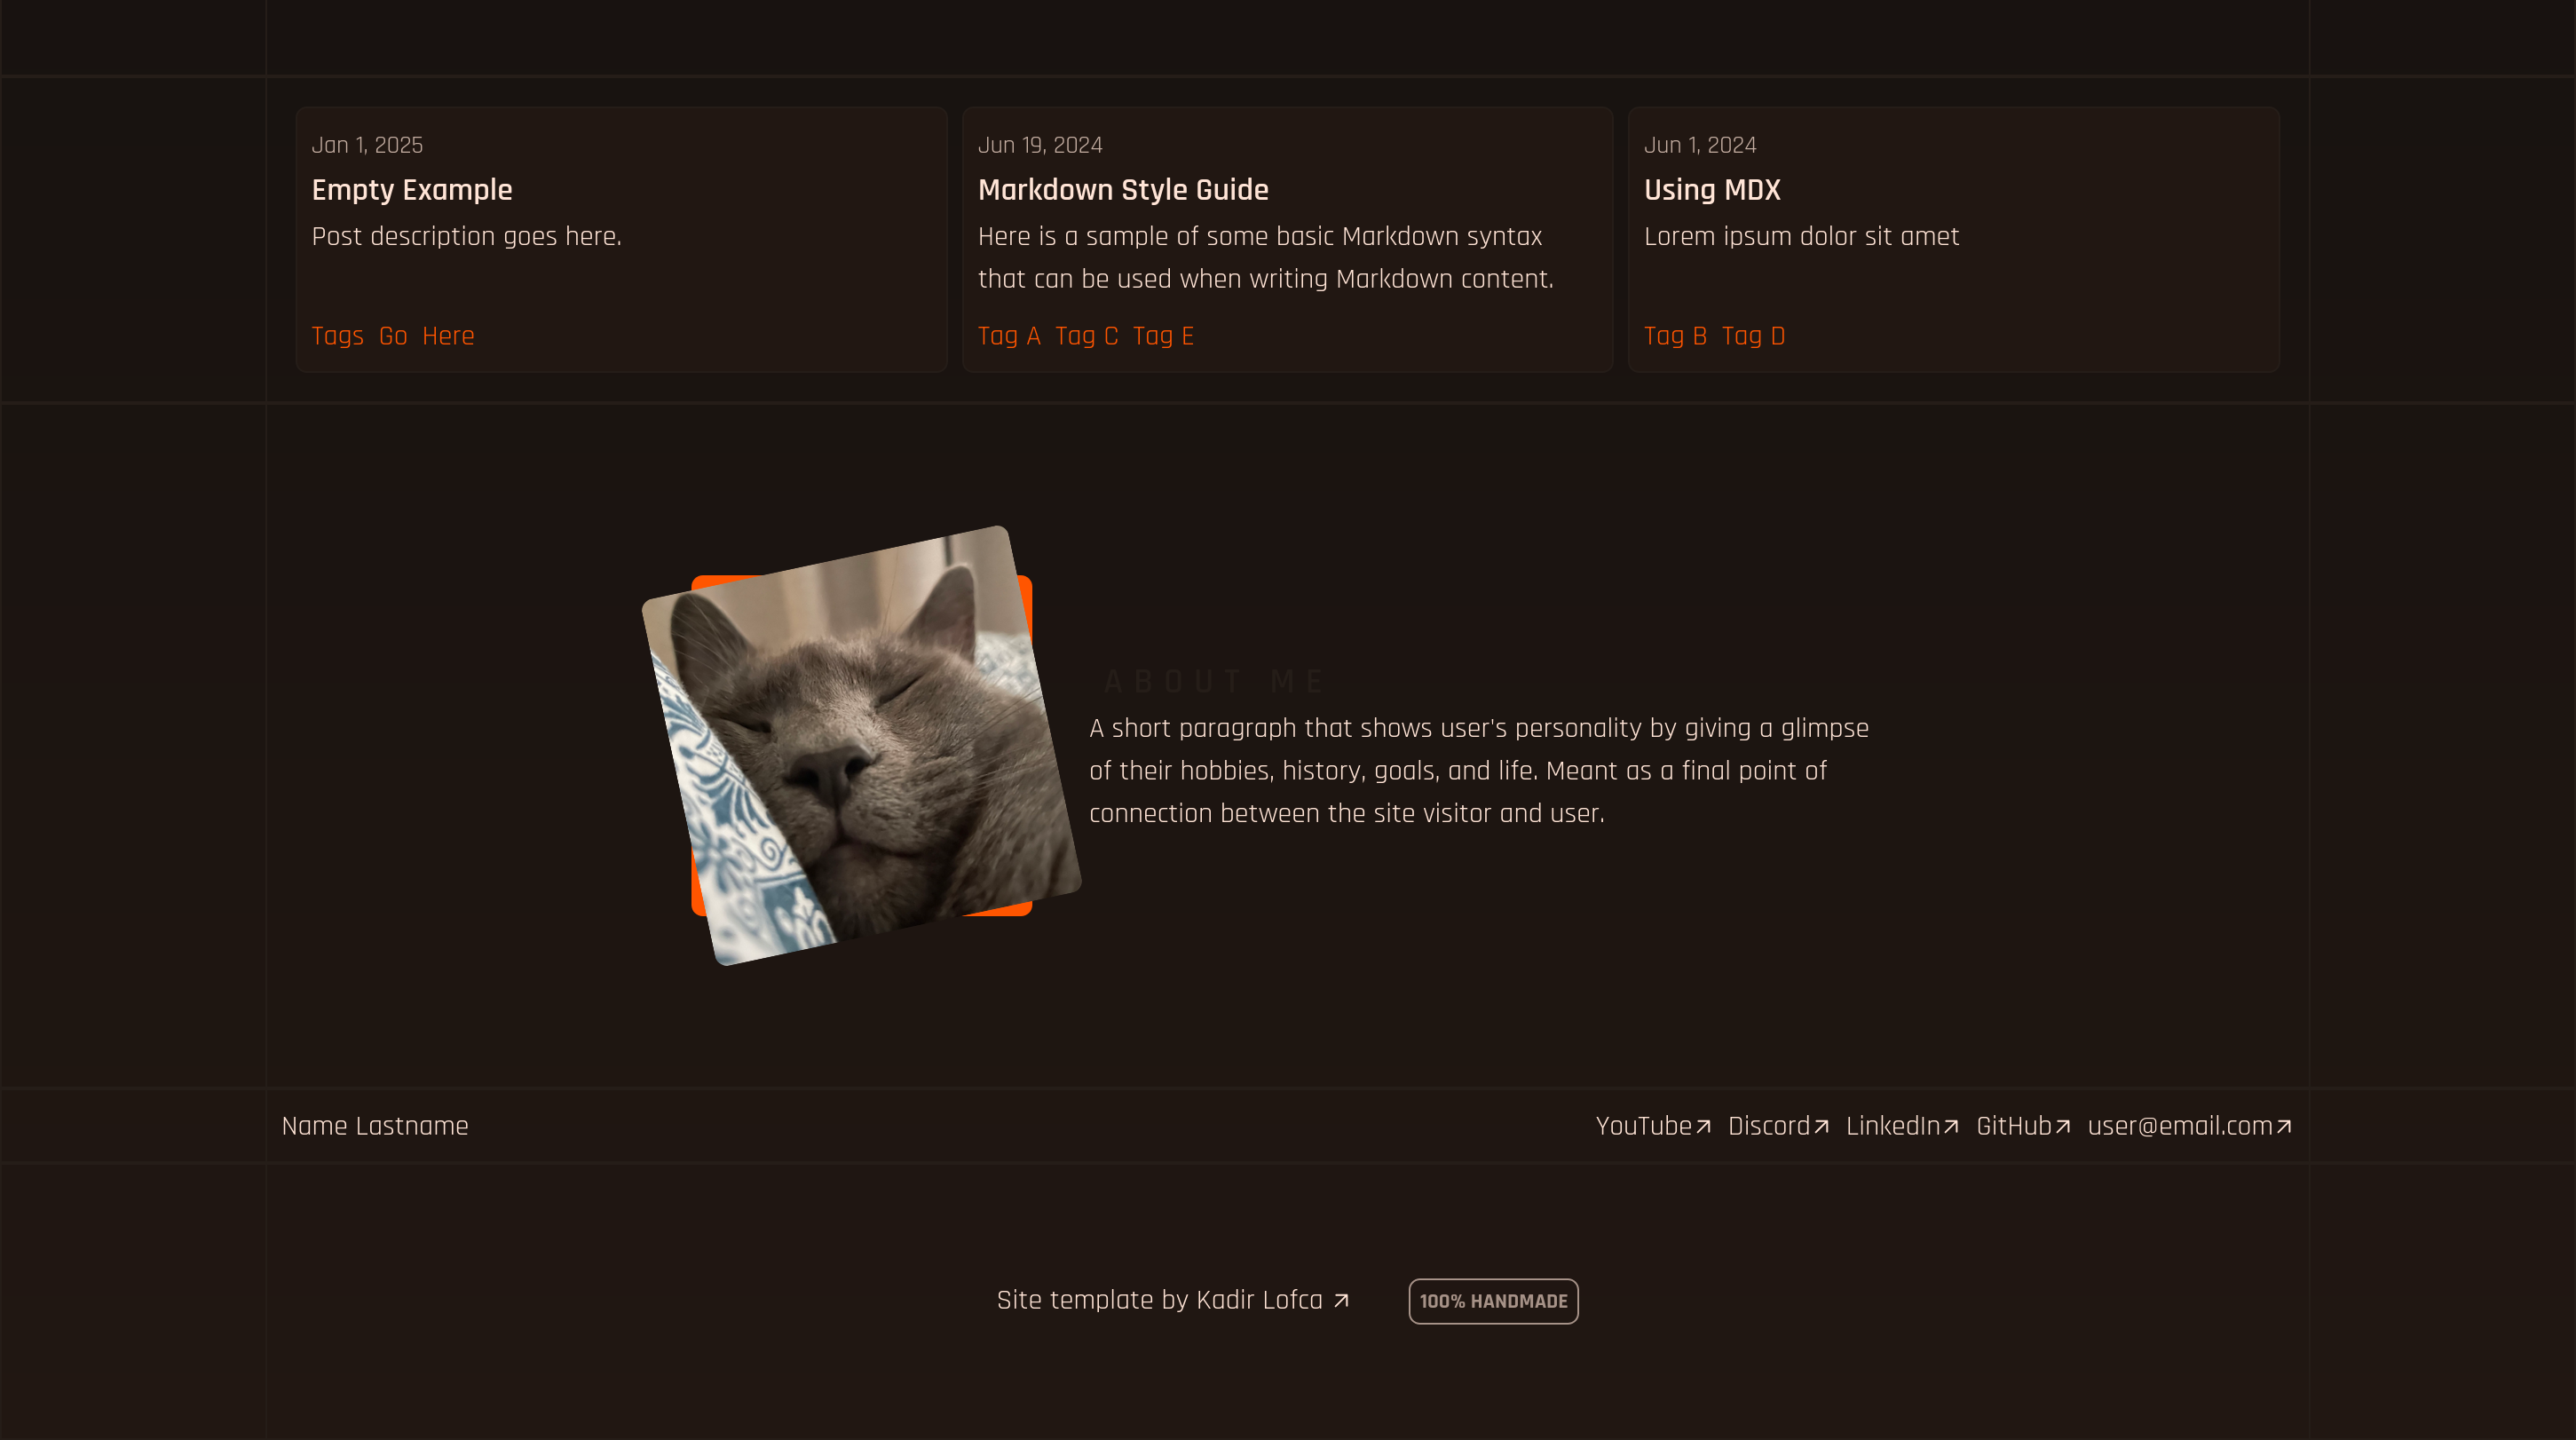 Jan 1, 2025
Empty Example
Post description goes here.
Tags Go Here
Jun 19, 2024
Markdown Style Guide
Here is a sample of some basic Markdown syntax
that can be used when writing Markdown content.
Tag A Tag C Tag E
Jun 1, 2024
Using MDX
Lorem ipsum dolor sit amet
Tag B Tag D
ABOUT ME
A short paragraph that shows user's personality by giving a glimpse
of their hobbies, history, goals, and life. Meant as a final point of
connection between the site visitor and user.
Name Lastname
YouTube↗ Discord↗ LinkedIn↗ GitHub↗ user@email.com↗
Site template by Kadir Lofca ↗
100% HANDMADE